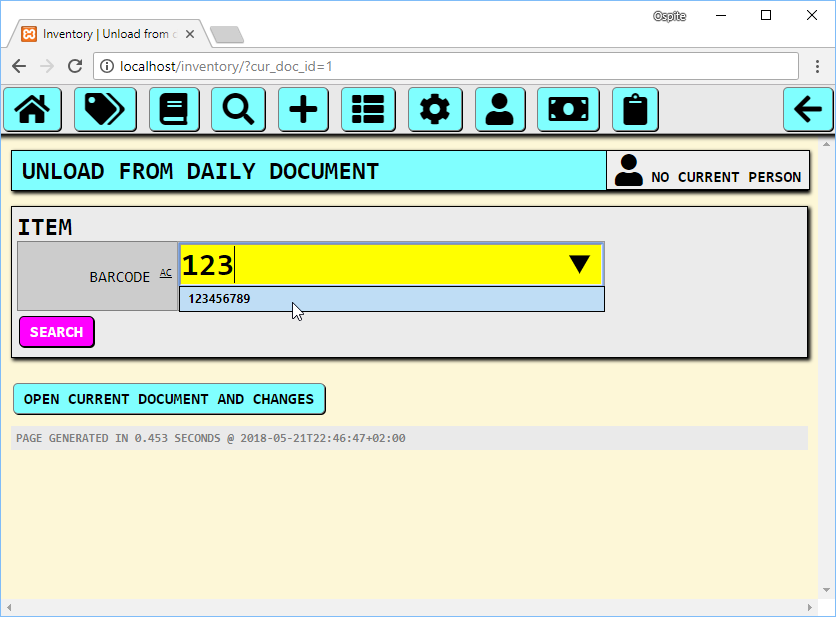 Ospite
Inventory | Unload from c
localhost/inventory/?cur_doc_id=1
UNLOAD FROM DAILY DOCUMENT
NO CURRENT PERSON
ITEM
BARCODE AC
123
123456789
SEARCH
OPEN CURRENT DOCUMENT AND CHANGES
PAGE GENERATED IN 0.453 SECONDS @ 2018-05-21T22:46:47+02:00